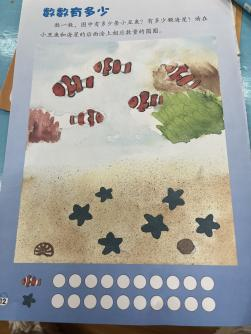 数数有多少
数一数，图中有多少条小丑鱼？有多少颗海星？请在
小丑鱼和海星的后面涂上相应数量的圆圈。